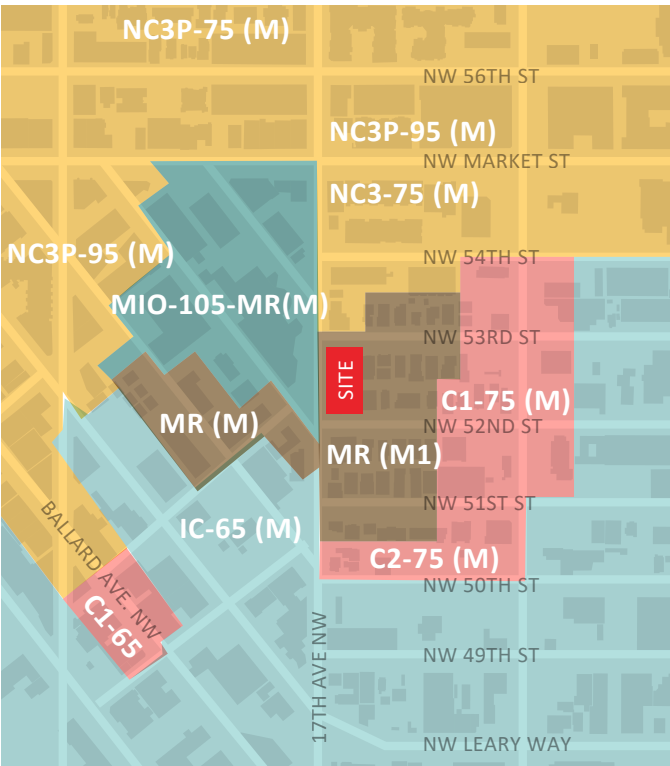 NC3P-75 (M)
NW 56TH ST
NC3P-95 (M)
NW MARKET ST
NC3-75 (M)
NC3P-95 (M)
NW 54TH ST
MIO-105-MR(M)
NW 53RD ST
SITE
C1-75 (M)
MR (M)
NW 52ND ST
MR (M1)
NW 51ST ST
IC-65 (M)
BALLARD AVE. NW
C2-75 (M)
NW 50TH ST
C1-65
17TH AVE NW
NW 49TH ST
NW LEARY WAY